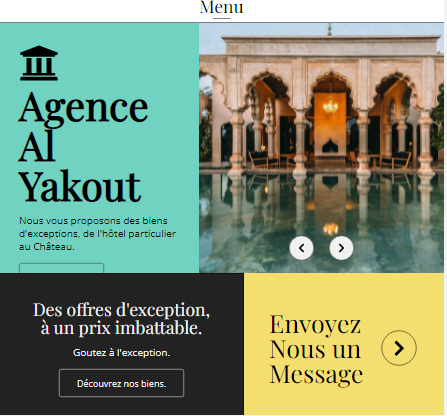 Menu
Agence
Al
Yakout
Nous vous proposons des biens
d'exceptions, de l'hôtel particulier
au Château.
Des offres d'exception,
à un prix imbattable.
Goutez à l'exception.
Découvrez nos biens.
Envoyez
Nous un
Message